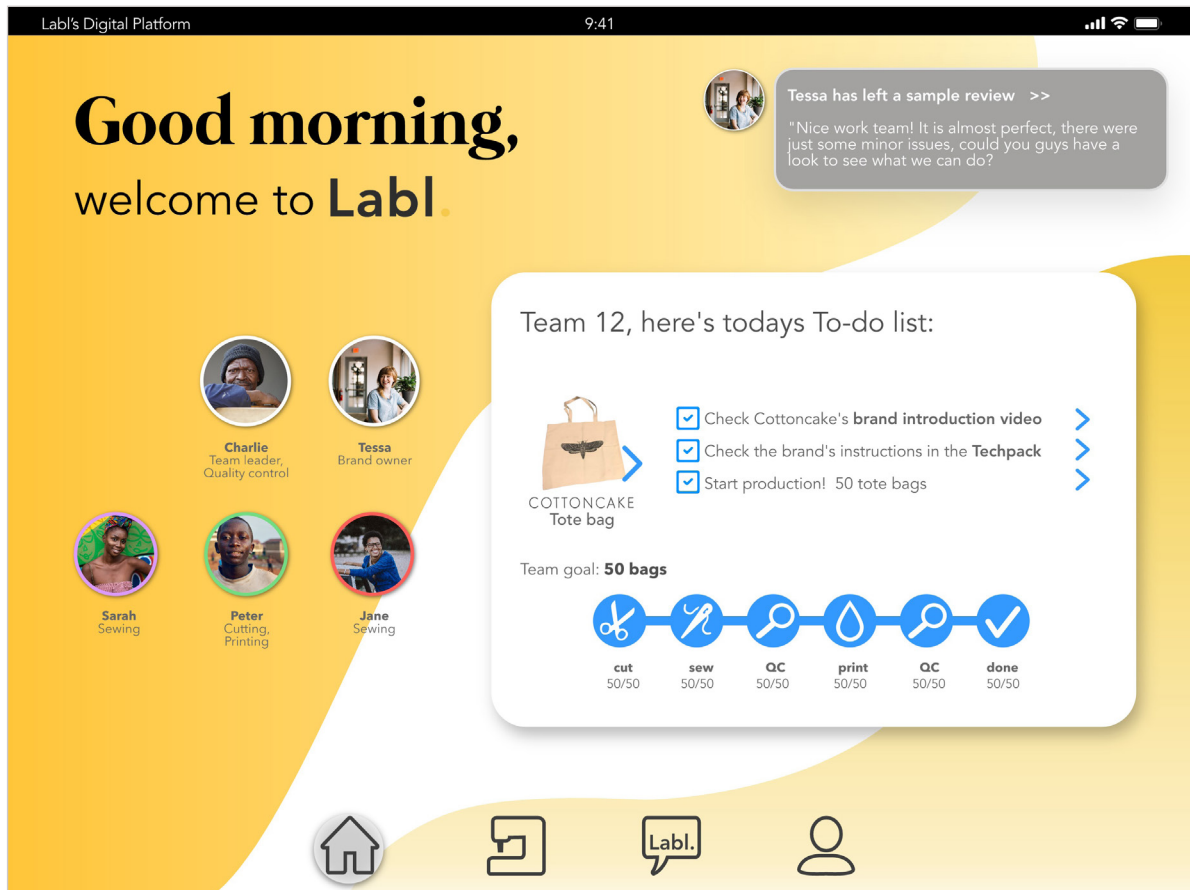 Labl's Digital Platform
9:41
Good morning,
welcome to Labl.
Tessa has left a sample review >>
"Nice work team! It is almost perfect, there were
just some minor issues, could you guys have a
look to see what we can do?
Team 12, here's todays To-do list:
Check Cottoncake's brand introduction video
Check the brand's instructions in the Techpack
Start production! 50 tote bags
COTTONCAKE
Tote bag
Team goal: 50 bags
cut
50/50
sew
50/50
QC
50/50
print
50/50
QC
50/50
done
50/50
Charlie
Team leader,
Quality control
Tessa
Brand owner
Sarah
Sewing
Peter
Cutting,
Printing
Jane
Sewing
Labl.